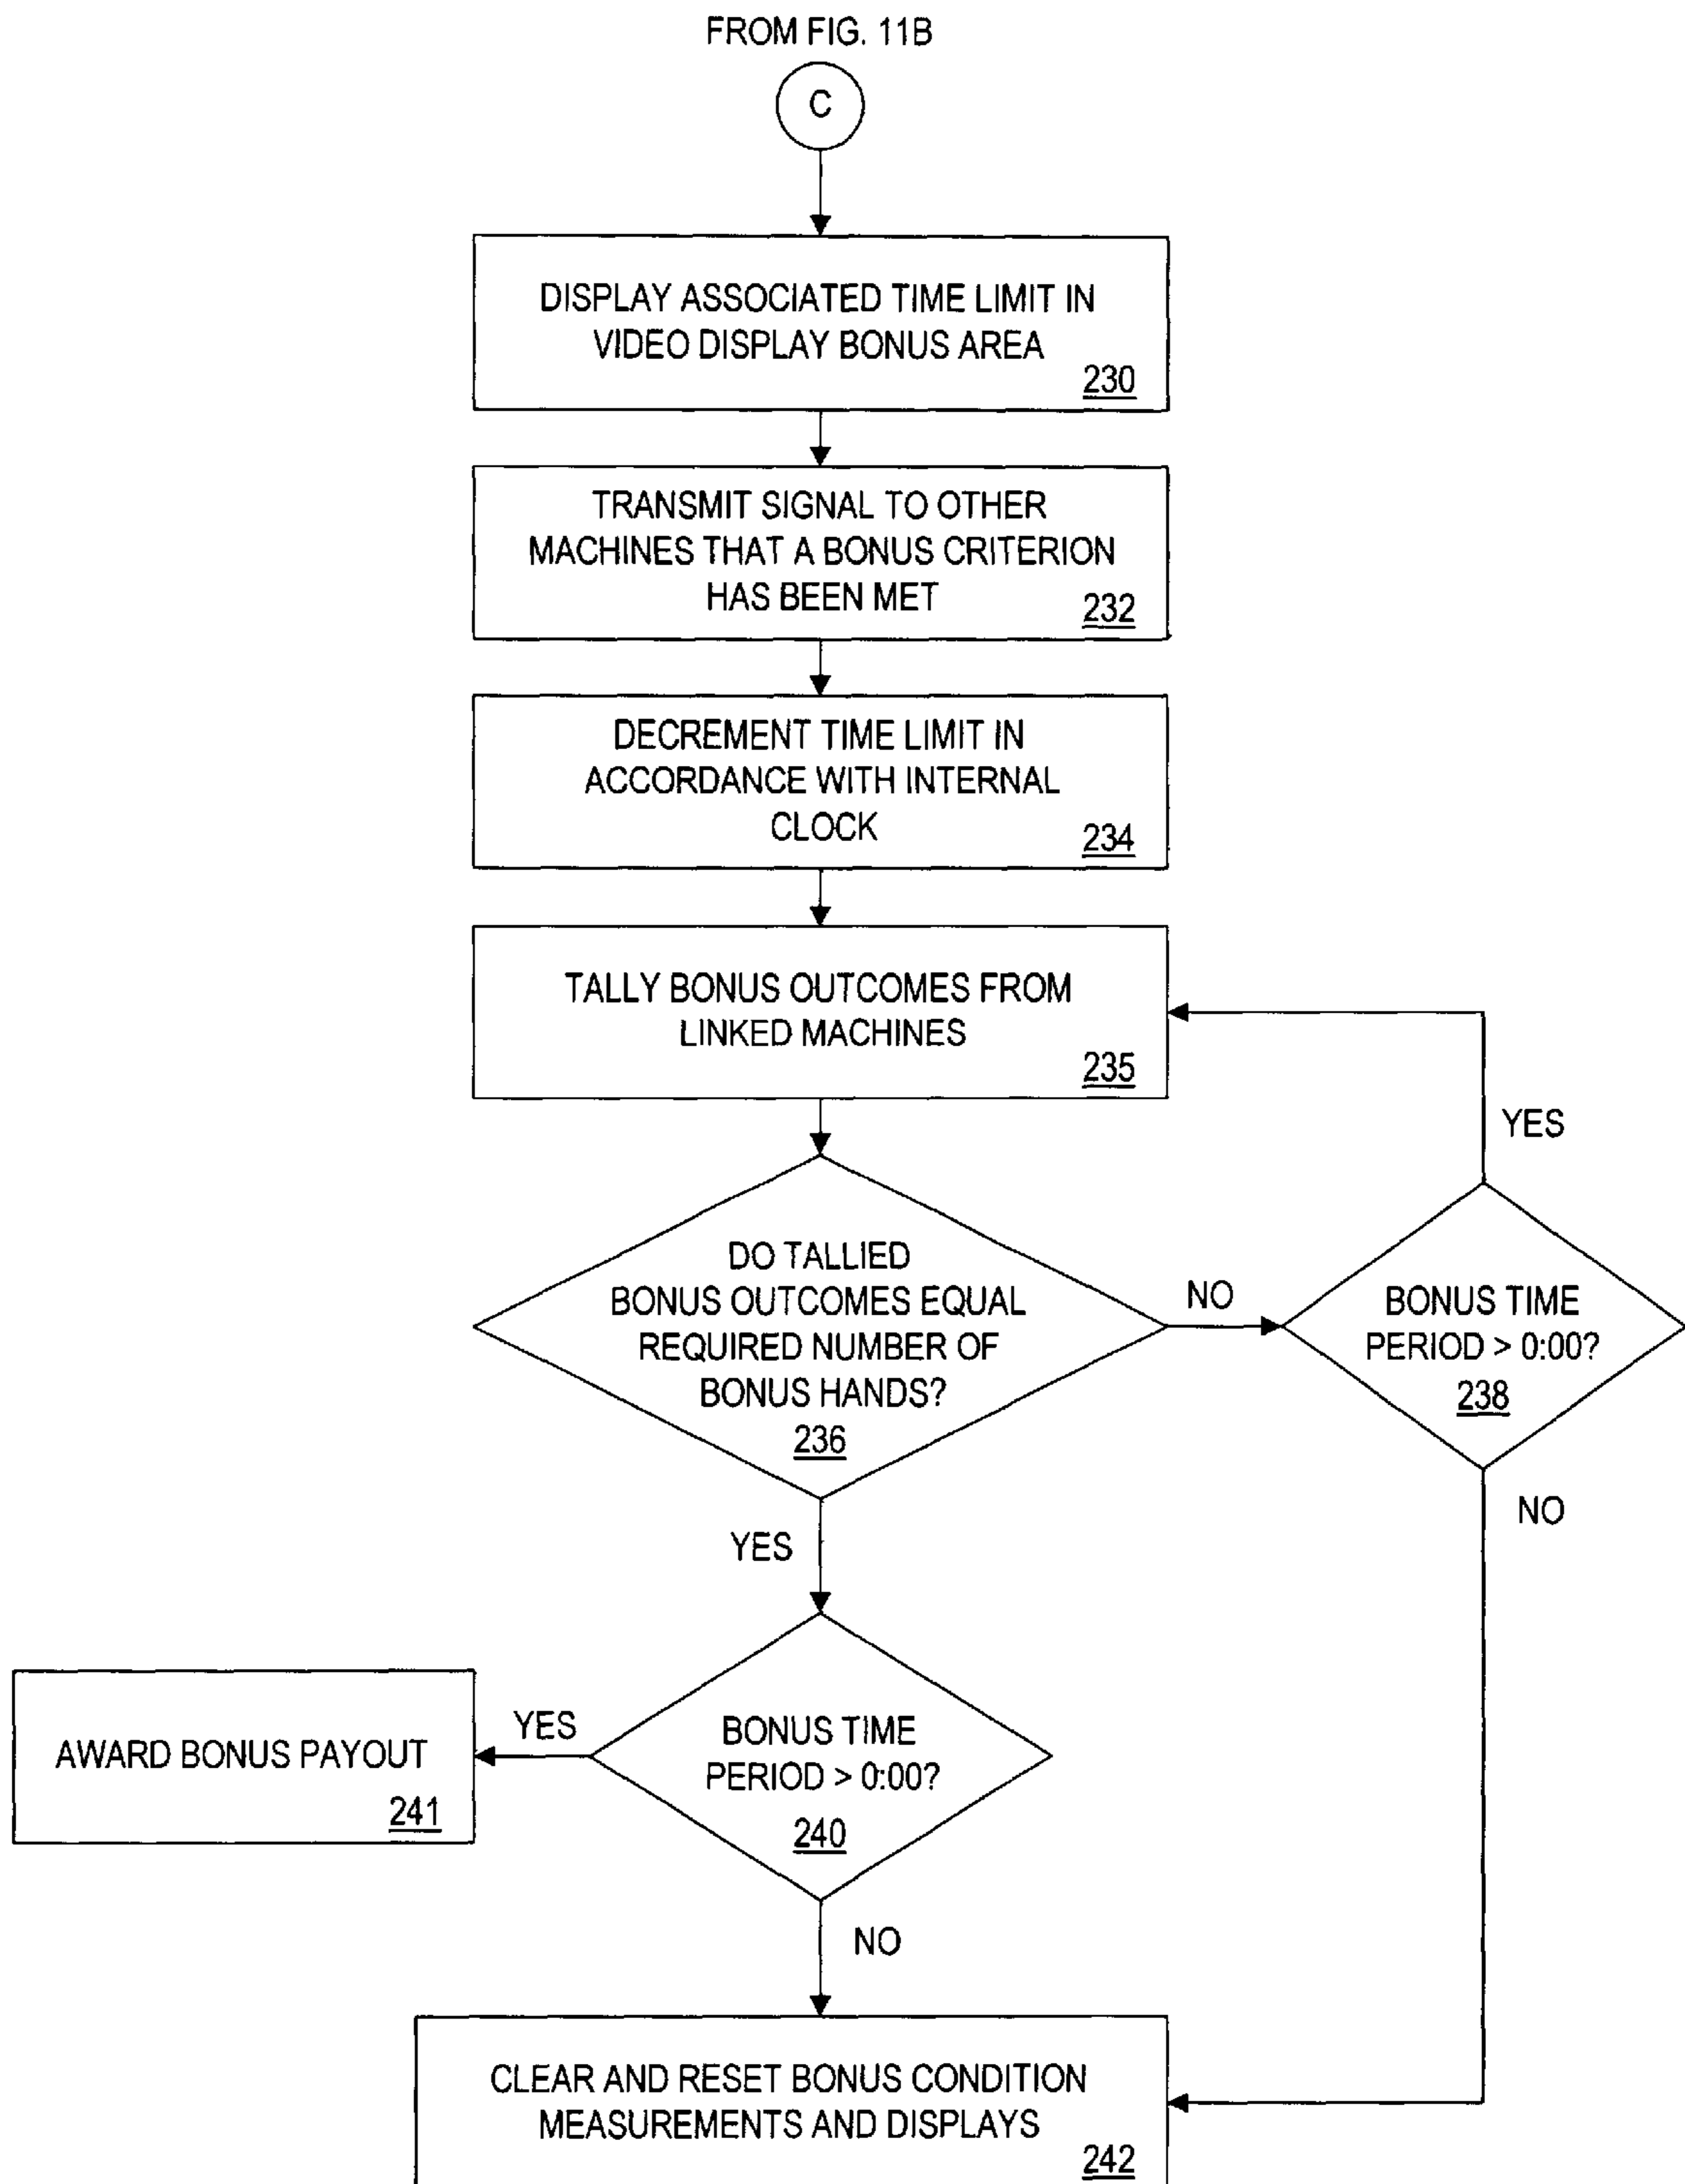 FROM FIG. 11B
C
DISPLAY ASSOCIATED TIME LIMIT IN
VIDEO DISPLAY BONUS AREA
230
TRANSMIT SIGNAL TO OTHER
MACHINES THAT A BONUS CRITERION
HAS BEEN MET
232
DECREMENT TIME LIMIT IN
ACCORDANCE WITH INTERNAL
CLOCK
234
TALLY BONUS OUTCOMES FROM
LINKED MACHINES
235
YES
DO TALLIED
BONUS OUTCOMES EQUAL
REQUIRED NUMBER OF
BONUS HANDS?
236
NO
BONUS TIME
PERIOD > 0:00?
238
NO
YES
BONUS TIME
PERIOD > 0:00?
240
YES
AWARD BONUS PAYOUT
241
NO
CLEAR AND RESET BONUS CONDITION
MEASUREMENTS AND DISPLAYS
242